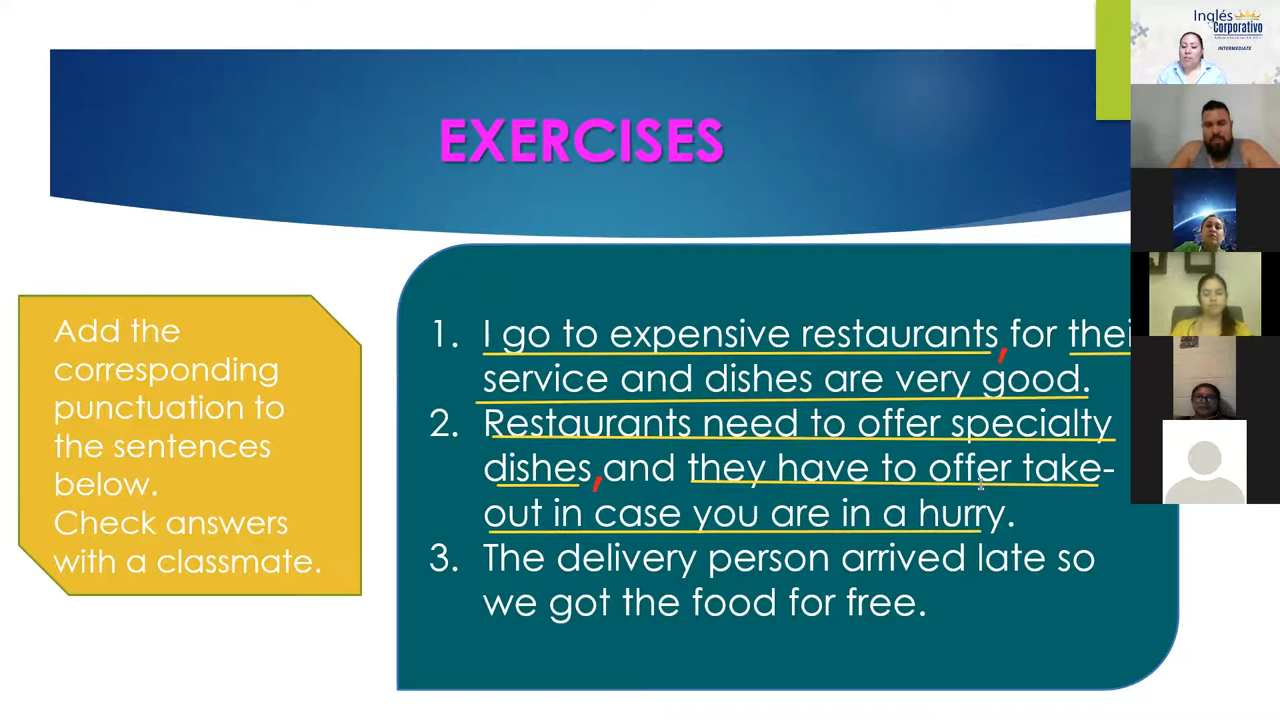 EXERCISES
Add the
corresponding
punctuation to
the sentences
below.
Check answers
with a classmate.
1. I go to expensive restaurants, for thei
service and dishes are very good.
2. Restaurants need to offer specialty
dishes, and they have to offer take-
out in case you are in a hurry.
3. The delivery person arrived late so
we got the food for free.
Inglés
Corporativo
INTERMEDIATE